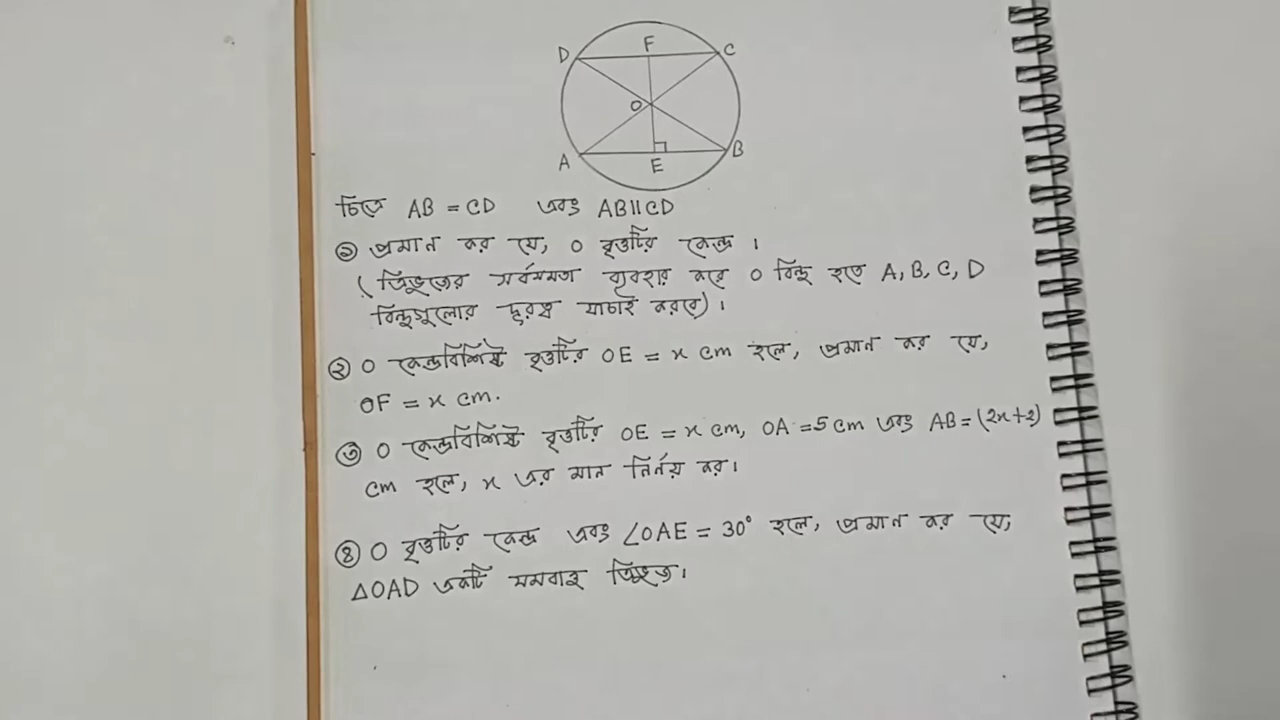 D F C
O
A E B
চিত্রে AB = CD এবং AB||CD
① প্রমান কর যে, O বৃত্তটির কেন্দ্র।
(ত্রিভুজের সর্বসমতা ব্যবহার করে O বিন্দু হতে A, B, C, D
বিন্দুগুলোর দূরত্ব যাচাই করবে)।
② O কেন্দ্রবিশিষ্ট বৃত্তটির OE = x cm হলে, প্রমান কর যে,
OF = x cm.
③ O কেন্দ্রবিশিষ্ট বৃত্তটির OE = x cm, OA = 5 cm এবং AB = (2x+2)
cm হলে, x এর মান নির্নয় কর।
④ O বৃত্তটির কেন্দ্র এবং ∠OAE = 30° হলে, প্রমান কর যে,
△OAD একটি সমবাহু ত্রিভুজ।